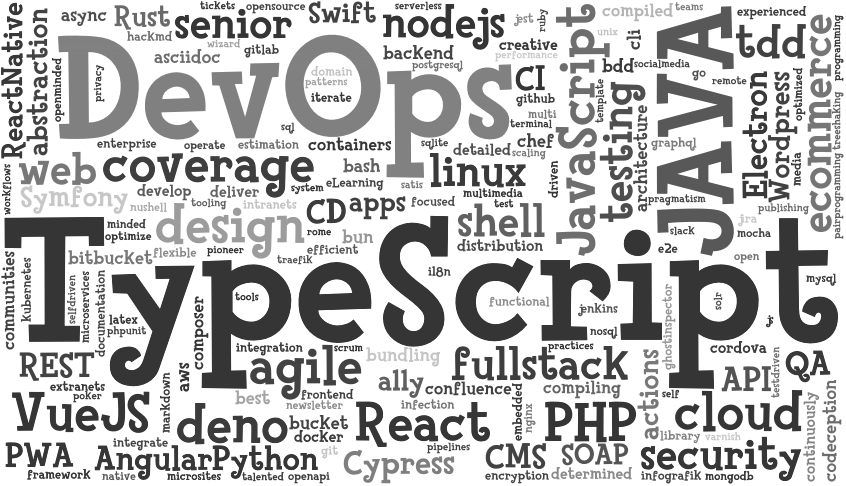 tickets
opensource
serverless
async
Rust
senior
Swift
nodejs
jest
ruby
compiled
teams
experienced
hackmd
wizard
gitlab
creative
unix
cli
tdd
programming
ReactNative
abstraction
openminded
privacy
asciidoc
DevOps
domain
patterns
iterate
backend
postgresql
performance
CI
github
multi
terminal
JavaScript
template
bdd
socialmedia
go
remote
JAVA
Electron
Wordpress
optimized
media
ecommerce
treeshaking
pairprogramming
sql
enterprise
operate
estimation
containers
sqlite
detailed
chef
scaling
testing
architecture
graphql
workflows
web
coverage
bash
linux
driven
Symfony
develop
deliver
system
eLearning
satis
multimedia
test
pragmatism
publishing
nushell
tooling
intranets
CD
apps
focused
shell
distribution
slack
jira
mocha
minded
optimize
design
rome
bun
efficient
flexible
pioneer
traefik
bitbucket
e2e
open
communities
kubernetes
TypeScript
il8n
mysql
selfdriven
microservices
documentation
tools
functional
jenkins
nosql
ghostinspector
solr
js
latex
phpunit
composer
integration
scrum
practices
cordova
REST
aws
agile
bundling
fullstack
actions
API
testdriven
QA
extranets
poker
best
frontend
newsletter
ally
confluence
compiling
self
VueJS
markdown
deno
bucket
docker
infection
React
embedded
nginx
PHP
cloud
continuously
codeception
integrate
git
pipelines
library
varnish
PWA
AngularPython
Cypress
CMS
SOAP
security
framework
native
microsites
talented
openapi
encryption
determined
infografik
mongodb